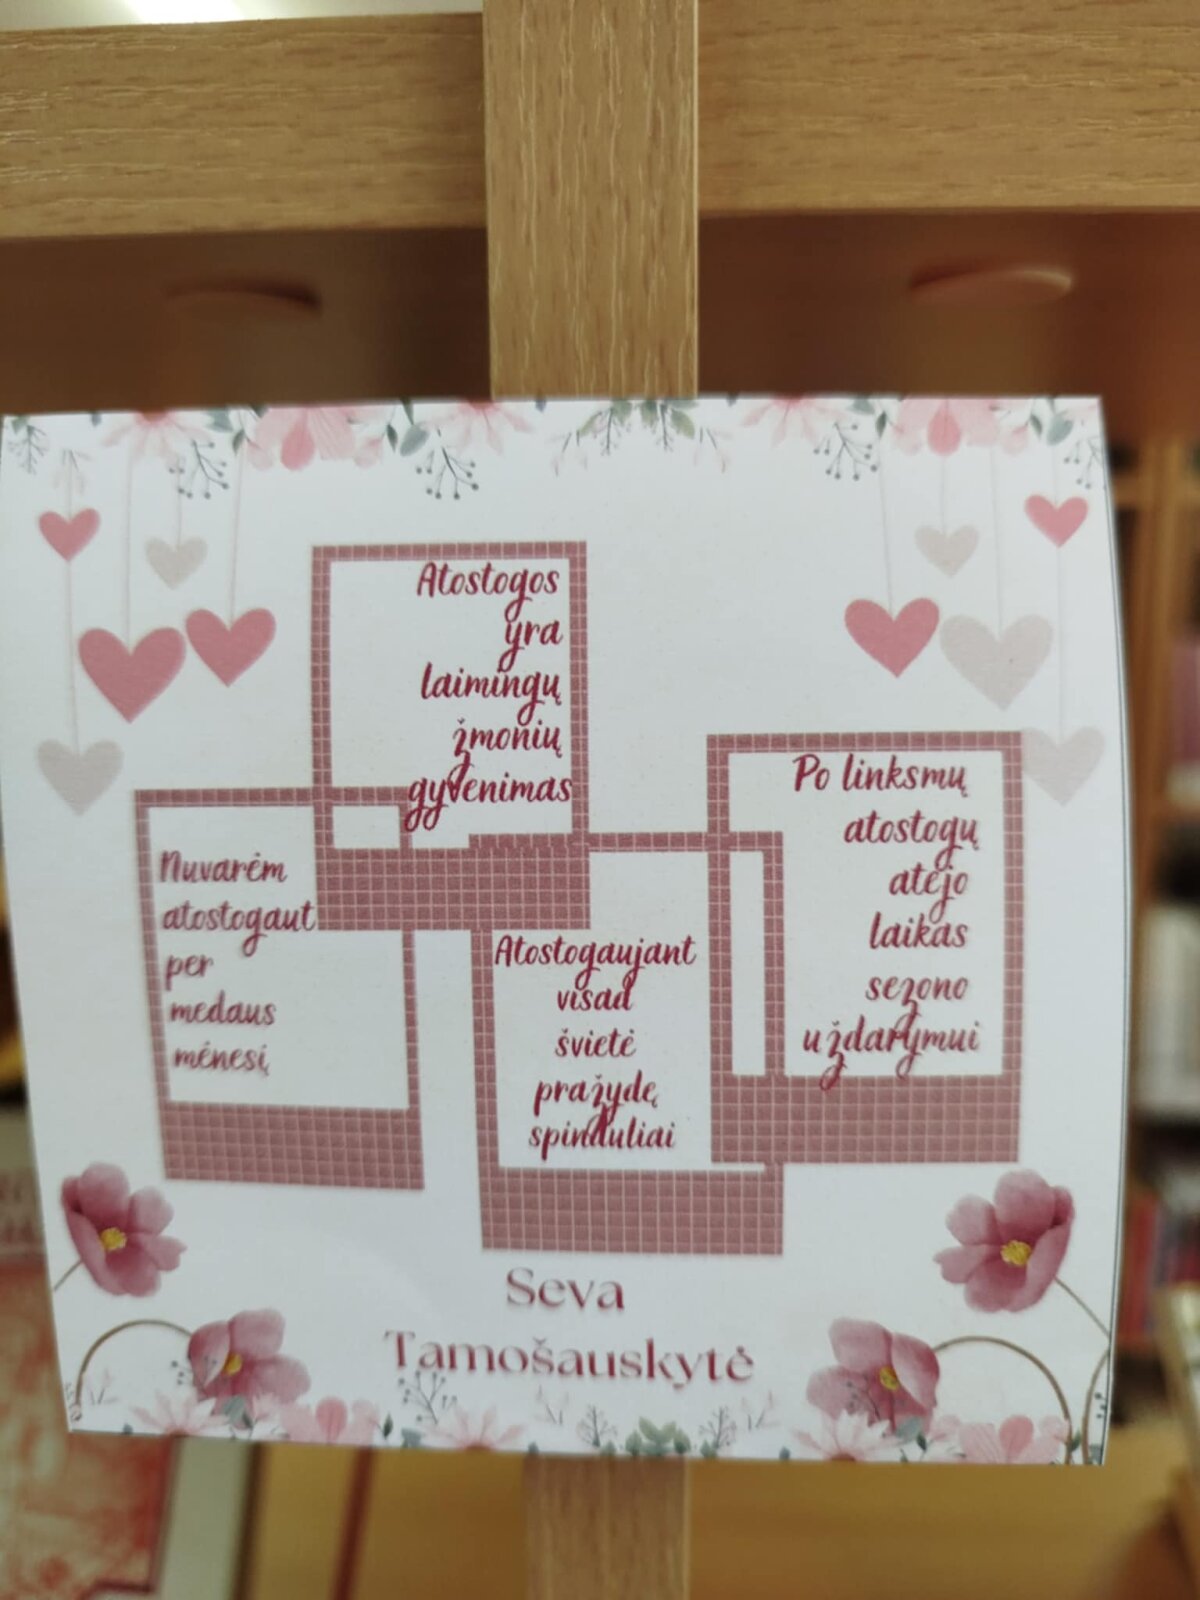 Atostogos
yra
laimingų
žmonių
gyvenimas
Nuvarėm
atostogaut
per
medaus
mėnesį
Atostogaujant
visad
švietė
pražydę
spinduliai
Po linksmų
atostogų
atėjo
laikas
sezono
uždarymui
Seva
Tamošauskytė